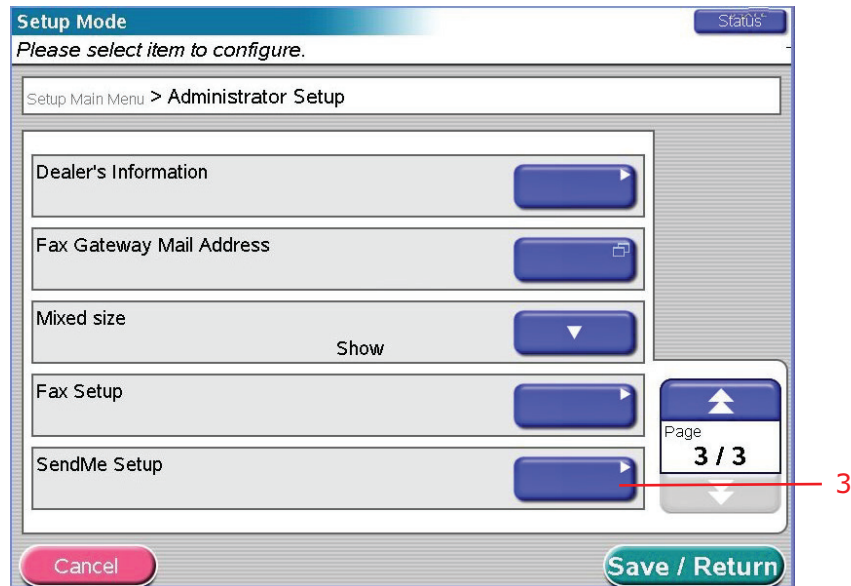 Setup Mode
Status
Please select item to configure.
Setup Main Menu > Administrator Setup
Dealer's Information
Fax Gateway Mail Address
Mixed size
Show
Fax Setup
Page
3 / 3
SendMe Setup
3
Cancel
Save / Return